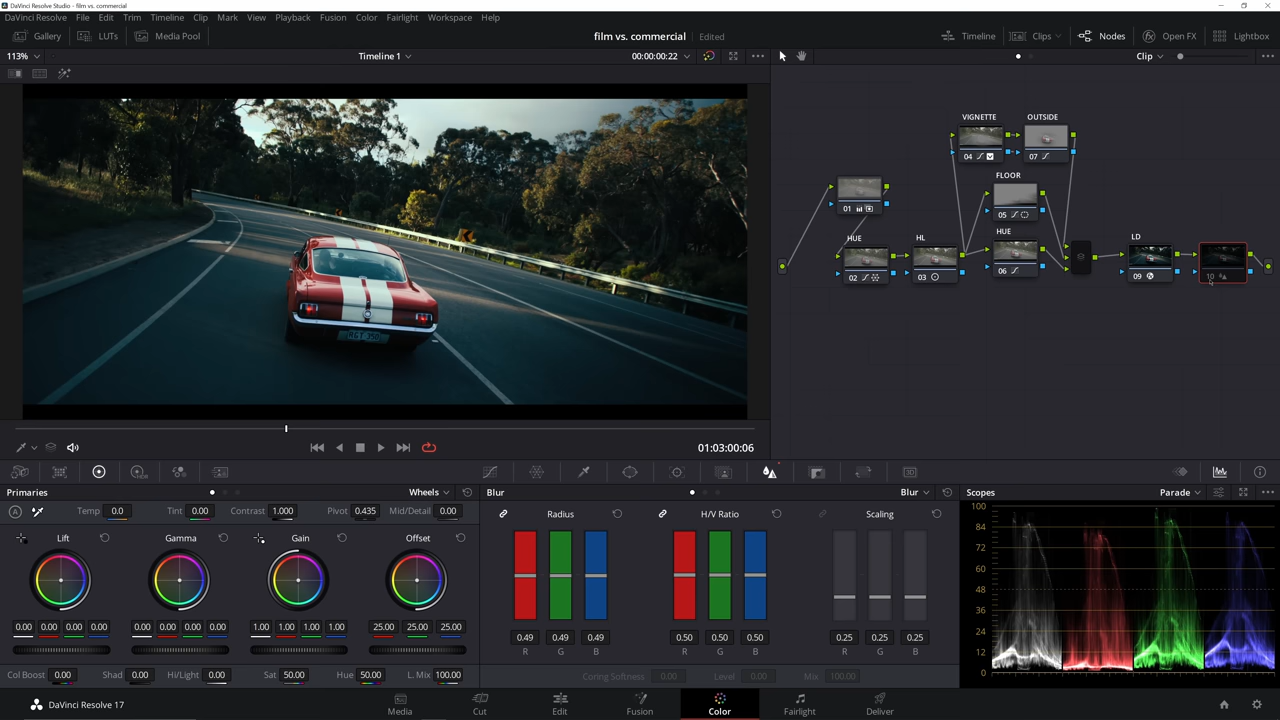 DaVinci Resolve Studio - film vs. commercial
DaVinci Resolve File Edit Trim Timeline Clip Mark View Playback Fusion Color Fairlight Workspace Help
Gallery LUTs Media Pool film vs. commercial Edited Timeline Clips Nodes Open FX Lightbox
113% Timeline 1 00:00:00:22 Clip
VIGNETTE OUTSIDE
04 07
FLOOR
01 05
HUE HL HUE LD
02 03 06 09 10
01:03:00:06
Primaries Wheels Blur Blur Scopes Parade
Temp 0.0 Tint 0.00 Contrast 1.000 Pivot 0.435 Mid/Detail 0.00
Radius H/V Ratio Scaling
Lift Gamma Gain Offset
0.00 0.00 0.00 0.00 0.00 0.00 0.00 0.00 1.00 1.00 1.00 1.00 25.00 25.00 25.00
0.49 0.49 0.49 0.50 0.50 0.50 0.25 0.25 0.25
R G B R G B R G B
Col Boost 0.00 Shad 0.00 Hi/Light 0.00 Sat 50.00 Hue 50.00 L. Mix 100.00
Coring Softness 0.00 Level 0.00 Mix 100.00
100
84
72
60
48
36
24
12
0
DaVinci Resolve 17
Media Cut Edit Fusion Color Fairlight Deliver